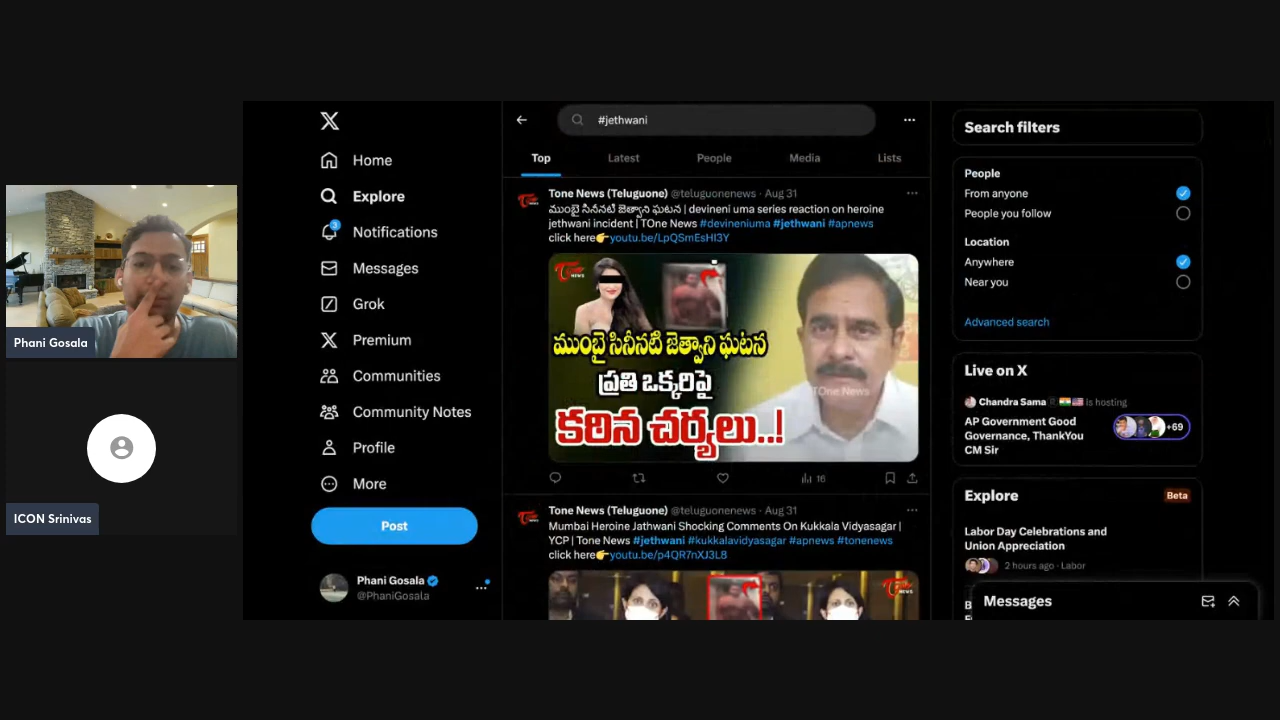 Phani Gosala
ICON Srinivas
Home
Explore
3
Notifications
Messages
Grok
Premium
Communities
Community Notes
Profile
More
Post
Phani Gosala
@PhaniGosala
#jethwani
Top
Latest
People
Media
Lists
Tone News (Teluguone) @teluguonenews · Aug 31
ముంబై సినీనటి జెత్వాని ఘటన | devineni uma series reaction on heroine
jethwani incident | TOne News #devineniuma #jethwani #apnews
click here👉youtu.be/LpQSmEsHI3Y
NEWS
ముంబై సినీనటి జెత్వాని ఘటన
ప్రతి ఒక్కరిపై
కఠిన చర్యలు..!
TOne News
16
Tone News (Teluguone) @teluguonenews · Aug 31
Mumbai Heroine Jathwani Shocking Comments On Kukkala Vidyasagar |
YCP | Tone News #jethwani #kukkalavidyasagar #apnews #tonenews
click here👉youtu.be/p4QR7nXJ3L8
NEWS
Search filters
People
From anyone
People you follow
Location
Anywhere
Near you
Advanced search
Live on X
Chandra Sama 🇮🇳🇺🇸 is hosting
AP Government Good
Governance, ThankYou
CM Sir
+69
Explore
Beta
Labor Day Celebrations and
Union Appreciation
2 hours ago · Labor
Messages